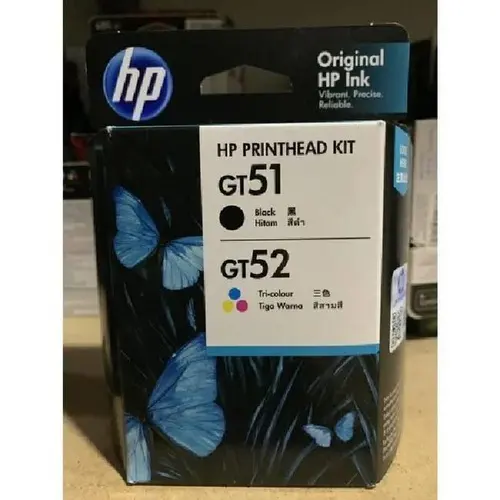 hp
Original
HP Ink
Vibrant. Precise.
Reliable.
HP PRINTHEAD KIT
GT51
Black 黑
Hitam สีดำ
GT52
Tri-colour 三色
Tiga Warna สีสามสี